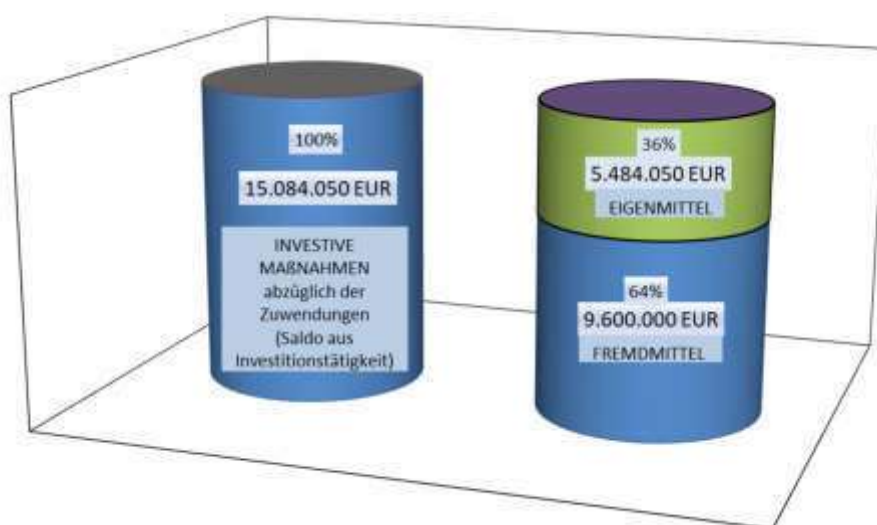 100%
15.084.050 EUR
INVESTIVE
MAßNAHMEN
abzüglich der
Zuwendungen
(Saldo aus
Investitionstätigkeit)
36%
5.484.050 EUR
EIGENMITTEL
64%
9.600.000 EUR
FREMDMITTEL